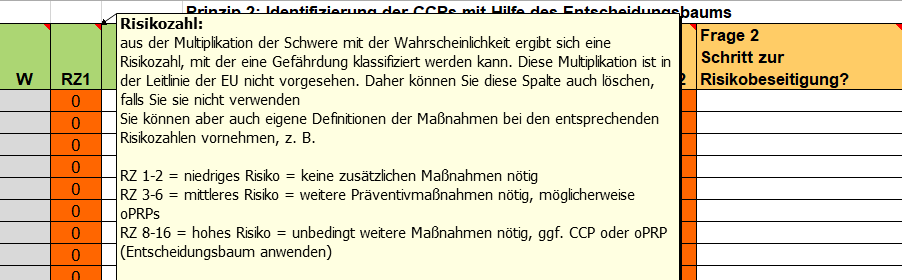 Prinzip 2: Identifizierung der CCPs mit Hilfe des Entscheidungsbaums
W
RZ1
Risikozahl:
aus der Multiplikation der Schwere mit der Wahrscheinlichkeit ergibt sich eine
Risikozahl, mit der eine Gefährdung klassifiziert werden kann. Diese Multiplikation ist in
der Leitlinie der EU nicht vorgesehen. Daher können Sie diese Spalte auch löschen,
falls Sie sie nicht verwenden
Sie können aber auch eigene Definitionen der Maßnahmen bei den entsprechenden
Risikozahlen vornehmen, z. B.
RZ 1-2 = niedriges Risiko = keine zusätzlichen Maßnahmen nötig
RZ 3-6 = mittleres Risiko = weitere Präventivmaßnahmen nötig, möglicherweise
oPRPs
RZ 8-16 = hohes Risiko = unbedingt weitere Maßnahmen nötig, ggf. CCP oder oPRP
(Entscheidungsbaum anwenden)
2
Frage 2
Schritt zur
Risikobeseitigung?
0
0
0
0
0
0
0
0
0